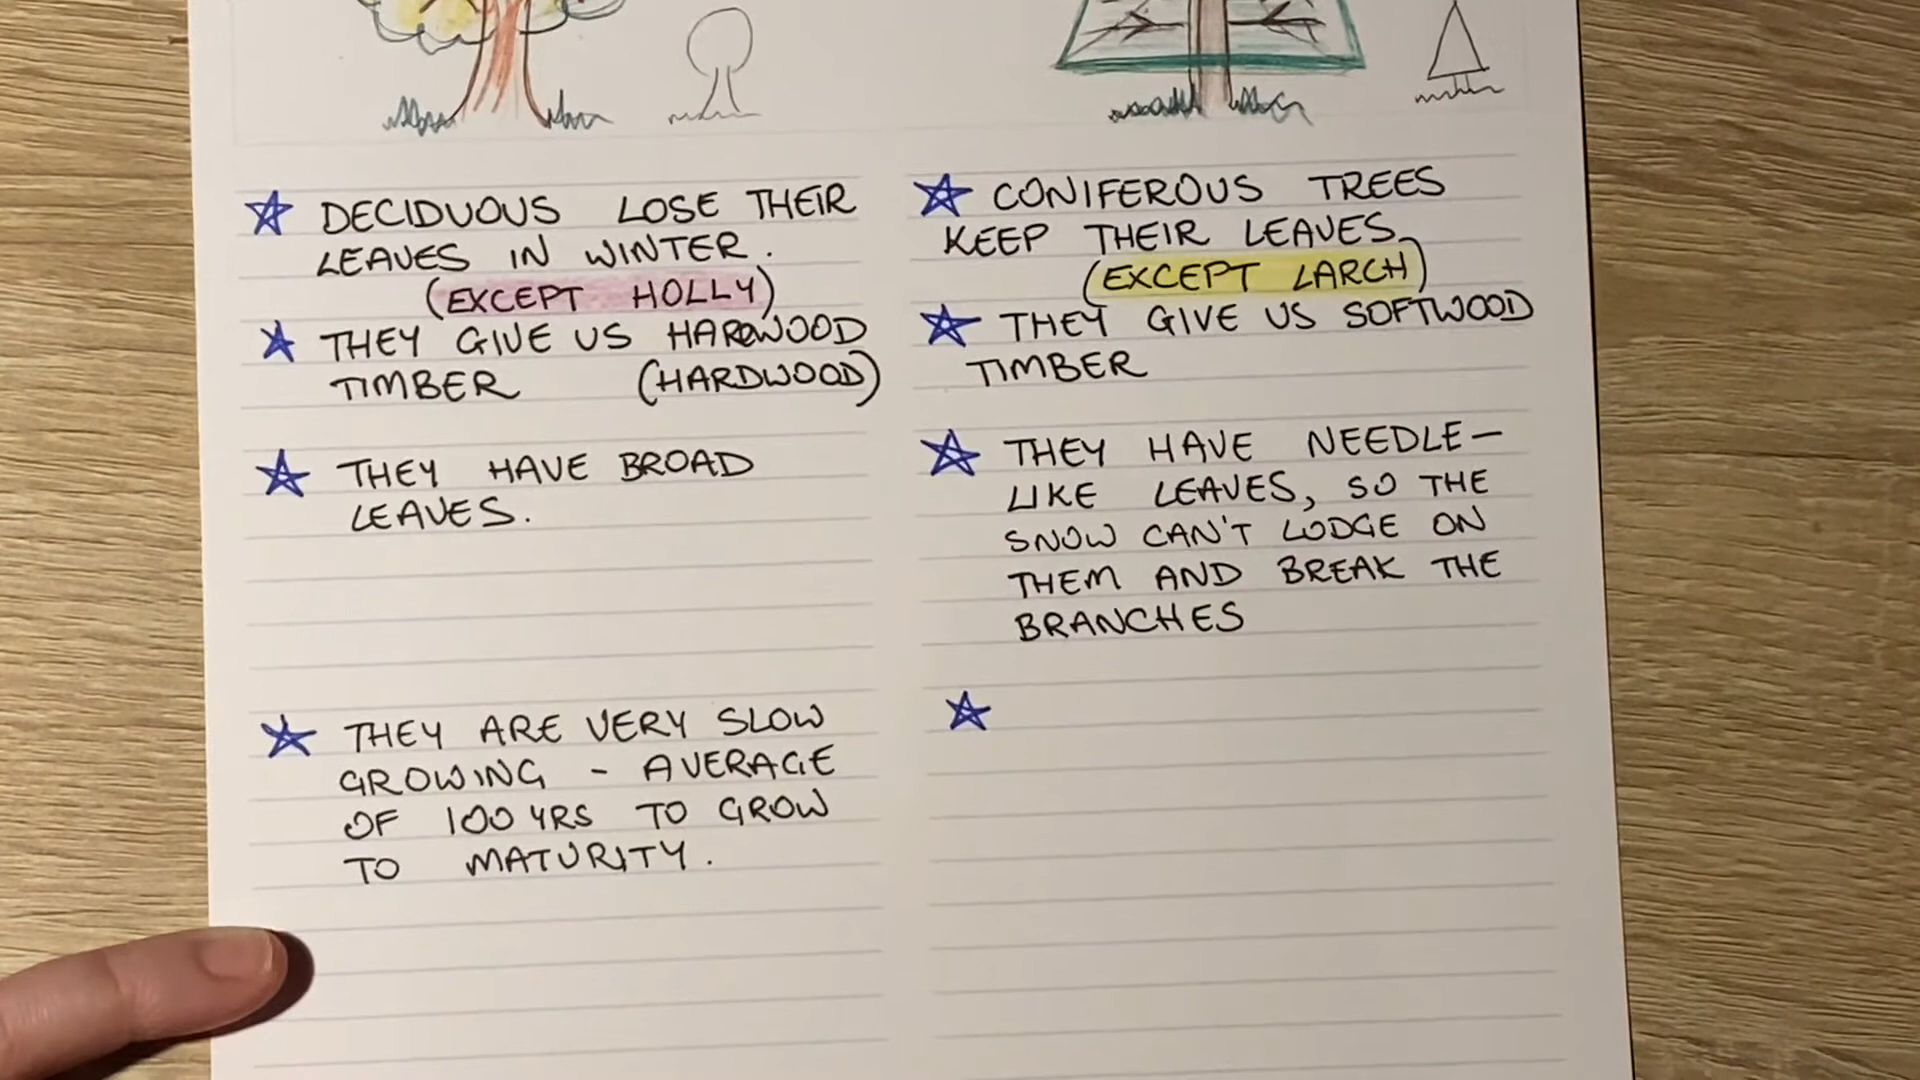 DECIDUOUS LOSE THEIR
LEAVES IN WINTER.
(EXCEPT HOLLY)
THEY GIVE US HARDWOOD
TIMBER (HARDWOOD)
THEY HAVE BROAD
LEAVES.
THEY ARE VERY SLOW
GROWING - AVERAGE
OF 100 YRS TO GROW
TO MATURITY.
CONIFEROUS TREES
KEEP THEIR LEAVES
(EXCEPT LARCH)
THEY GIVE US SOFTWOOD
TIMBER
THEY HAVE NEEDLE-
LIKE LEAVES, SO THE
SNOW CAN'T LODGE ON
THEM AND BREAK THE
BRANCHES